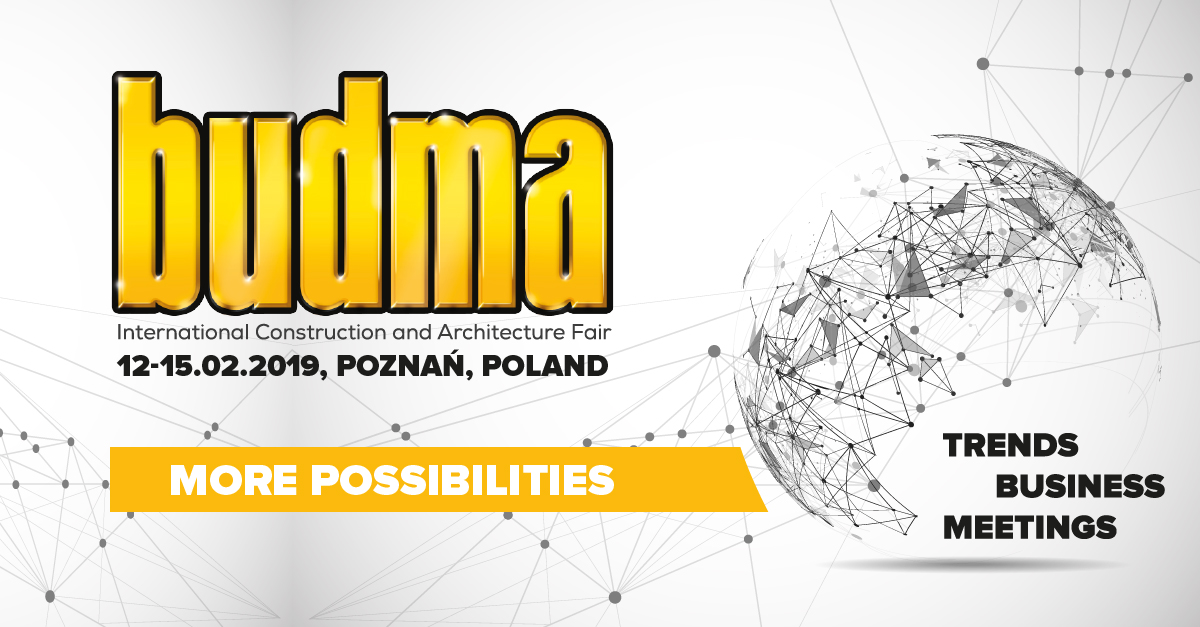 budma
International Construction and Architecture Fair
12-15.02.2019, POZNAŃ, POLAND
MORE POSSIBILITIES
TRENDS
BUSINESS
MEETINGS